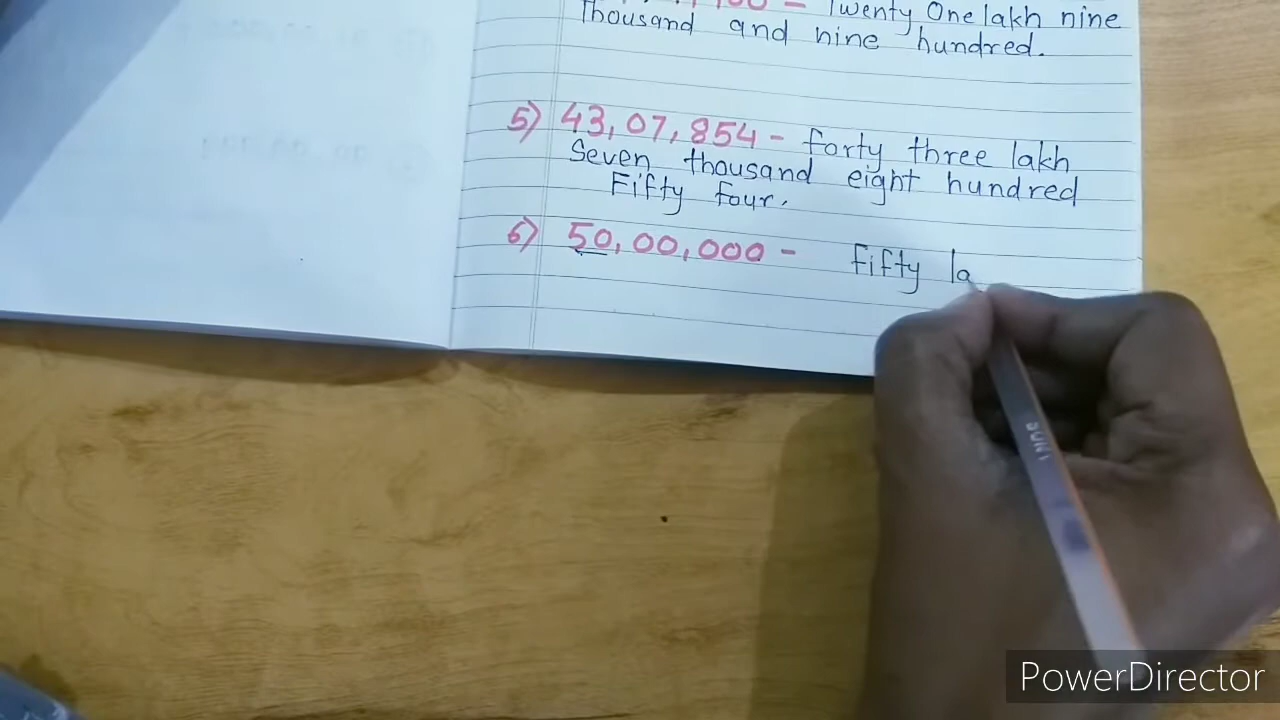 Twenty One lakh nine
thousand and nine hundred.
5) 43,07,854 - forty three lakh
Seven thousand eight hundred
Fifty four.
6) 50,00,000 - fifty la
PowerDirector